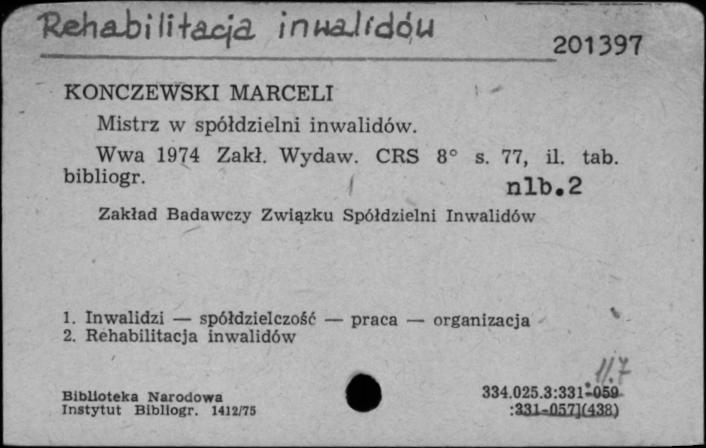 Rehabilitacja inwalidów
201397
KONCZEWSKI MARCELI
Mistrz w spółdzielni inwalidów.
Wwa 1974 Zakł. Wydaw. CRS 8° s. 77, il. tab.
bibliogr.
nlb.2
Zakład Badawczy Związku Spółdzielni Inwalidów
1. Inwalidzi — spółdzielczość — praca — organizacja
2. Rehabilitacja inwalidów
11.7
Biblioteka Narodowa
Instytut Bibliogr. 1412/75
334.025.3:331-059
:331-057](438)